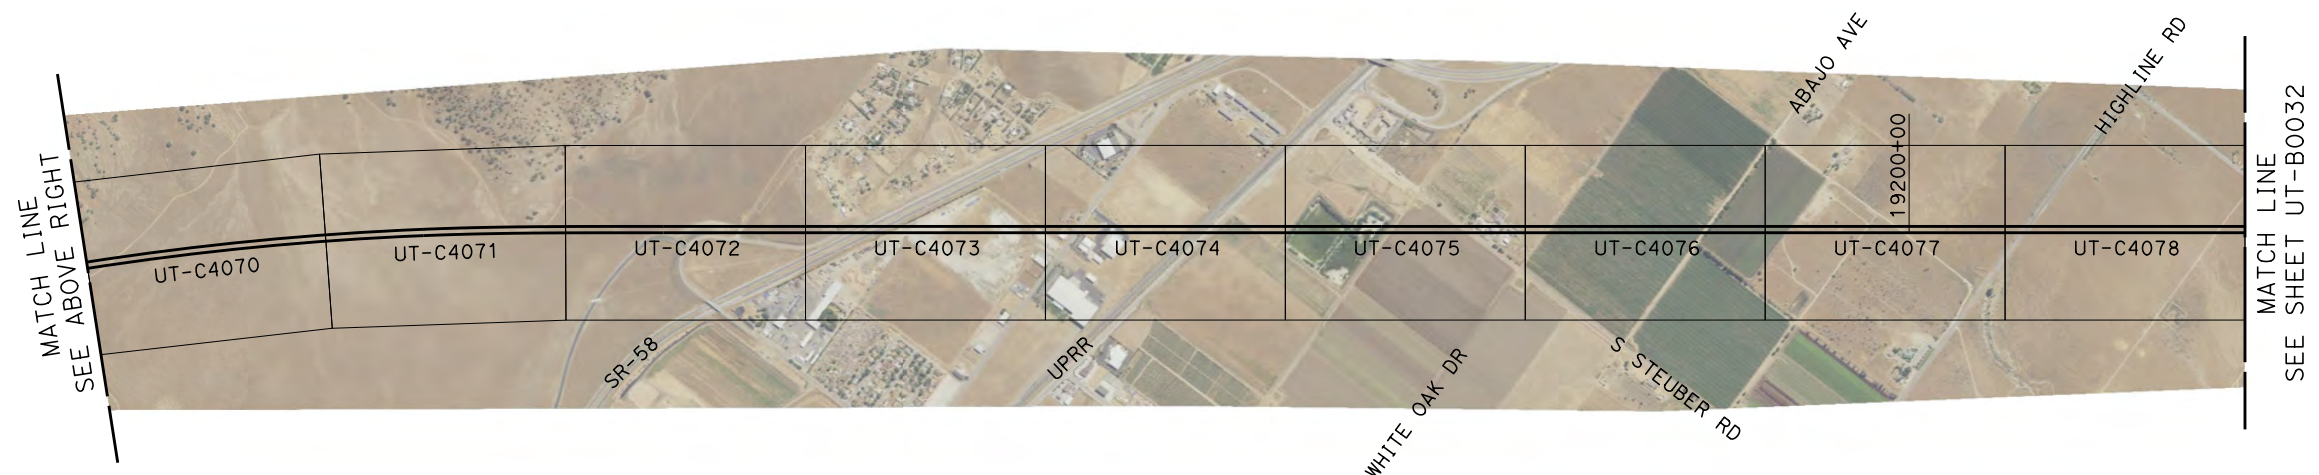 MATCH LINE
SEE ABOVE RIGHT
UT-C4070
UT-C4071
UT-C4072
UT-C4073
UT-C4074
UT-C4075
UT-C4076
UT-C4077
UT-C4078
SR-58
UPRR
WHITE OAK DR
S STEUBER RD
ABAJO AVE
19200+00
HIGHLINE RD
MATCH LINE
SEE SHEET UT-B0032